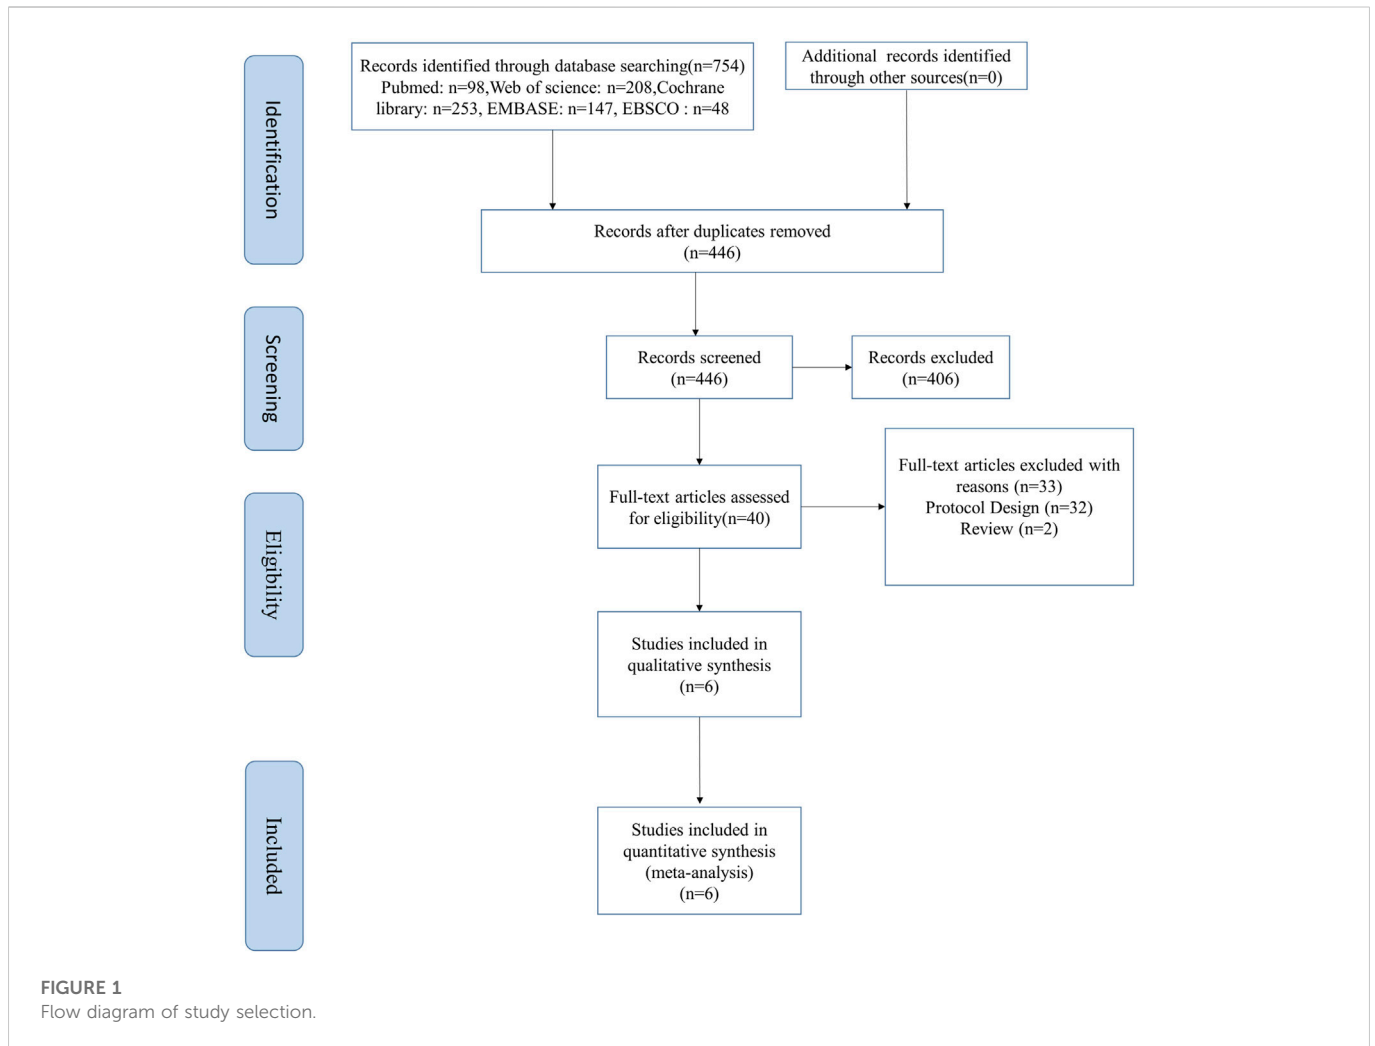 Identification
Records identified through database searching(n=754)
Pubmed: n=98,Web of science: n=208,Cochrane
library: n=253, EMBASE: n=147, EBSCO : n=48
Additional records identified
through other sources(n=0)
Records after duplicates removed
(n=446)
Screening
Records screened
(n=446)
Records excluded
(n=406)
Eligibility
Full-text articles assessed
for eligibility(n=40)
Full-text articles excluded with
reasons (n=33)
Protocol Design (n=32)
Review (n=2)
Studies included in
qualitative synthesis
(n=6)
Included
Studies included in
quantitative synthesis
(meta-analysis)
(n=6)
FIGURE 1
Flow diagram of study selection.